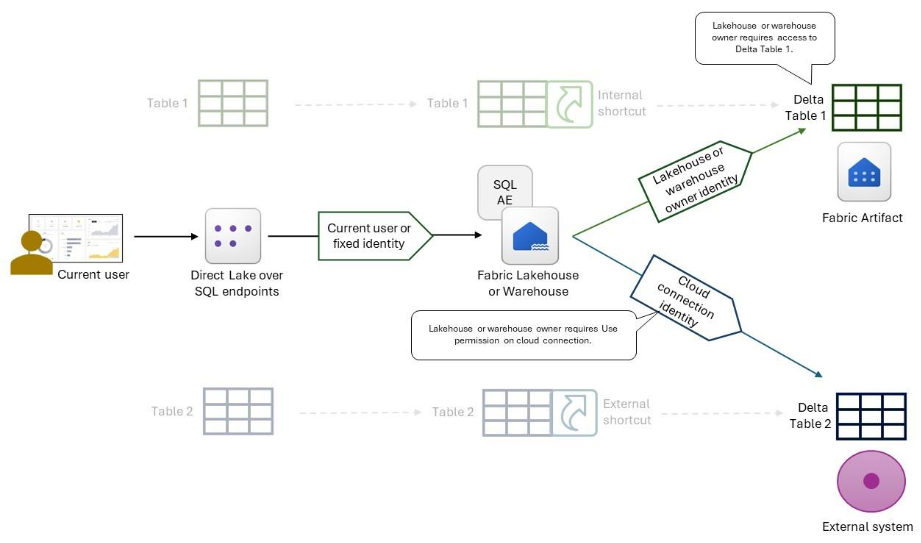 Lakehouse or warehouse
owner requires access to
Delta Table 1.
Table 1
Table 1
Internal
shortcut
Delta
Table 1
Lakehouse or
warehouse
owner identity
SQL
AE
Fabric Artifact
Current user or
fixed identity
Current user
Direct Lake over
SQL endpoints
Fabric Lakehouse
or Warehouse
Cloud
connection
identity
Lakehouse or warehouse owner requires Use
permission on cloud connection.
Table 2
Table 2
External
shortcut
Delta
Table 2
External system